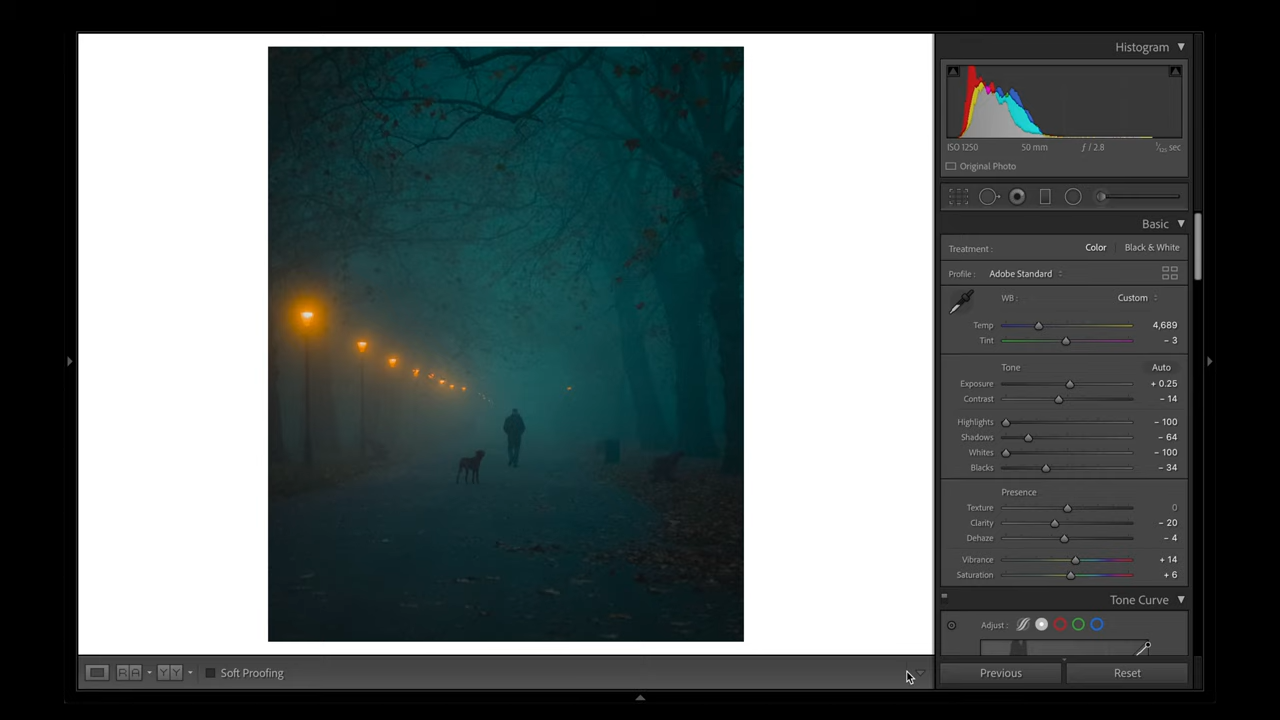 Histogram
ISO 1250 50 mm ƒ / 2.8 1/125 sec
Original Photo
Basic
Treatment : Color Black & White
Profile : Adobe Standard
WB : Custom
Temp 4,689
Tint – 3
Tone Auto
Exposure + 0.25
Contrast – 14
Highlights – 100
Shadows – 64
Whites – 100
Blacks – 34
Presence
Texture 0
Clarity – 20
Dehaze – 4
Vibrance + 14
Saturation + 6
Tone Curve
Adjust :
R A Y Y Soft Proofing Previous Reset